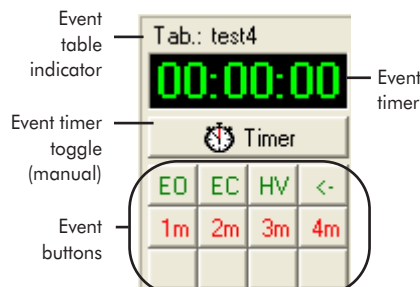 Event
table
indicator
Tab.: test4
00:00:00
Event
timer
Event timer
toggle
(manual)
Timer
Event
buttons
EO EC HV <-
1m 2m 3m 4m